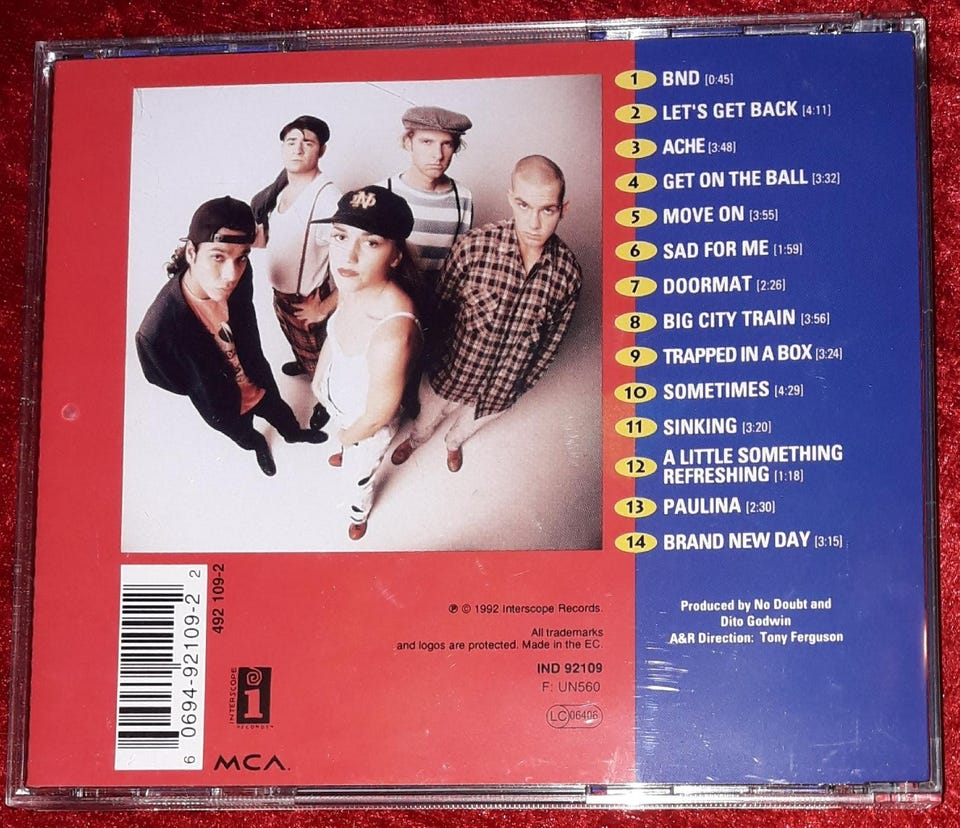 1 BND [0:45]
2 LET'S GET BACK [4:11]
3 ACHE [3:48]
4 GET ON THE BALL [3:32]
5 MOVE ON [3:55]
6 SAD FOR ME [1:59]
7 DOORMAT [2:26]
8 BIG CITY TRAIN [3:56]
9 TRAPPED IN A BOX [3:24]
10 SOMETIMES [4:29]
11 SINKING [3:20]
12 A LITTLE SOMETHING
REFRESHING [1:18]
13 PAULINA [2:30]
14 BRAND NEW DAY [3:15]
Produced by No Doubt and
Dito Godwin
A&R Direction: Tony Ferguson
ND
6 0694-92109-2 2
492 109-2
INTERSCOPE
i
RECORDS
MCA.
℗ © 1992 Interscope Records.
All trademarks
and logos are protected. Made in the EC.
IND 92109
F: UN560
LC 06406